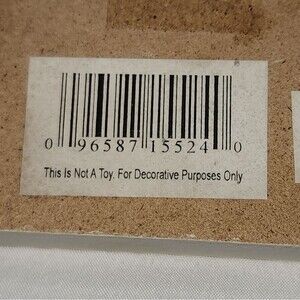 0 96587 15524 0
This Is Not A Toy. For Decorative Purposes Only